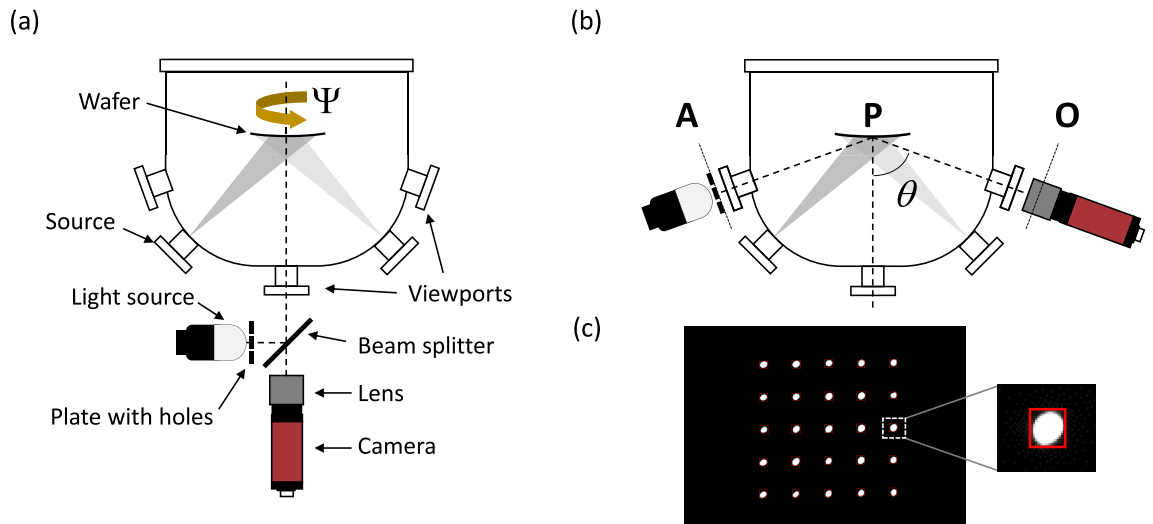 (a)
Wafer
Ψ
Source
Viewports
Light source
Beam splitter
Plate with holes
Lens
Camera
(b)
A
P
O
θ
(c)